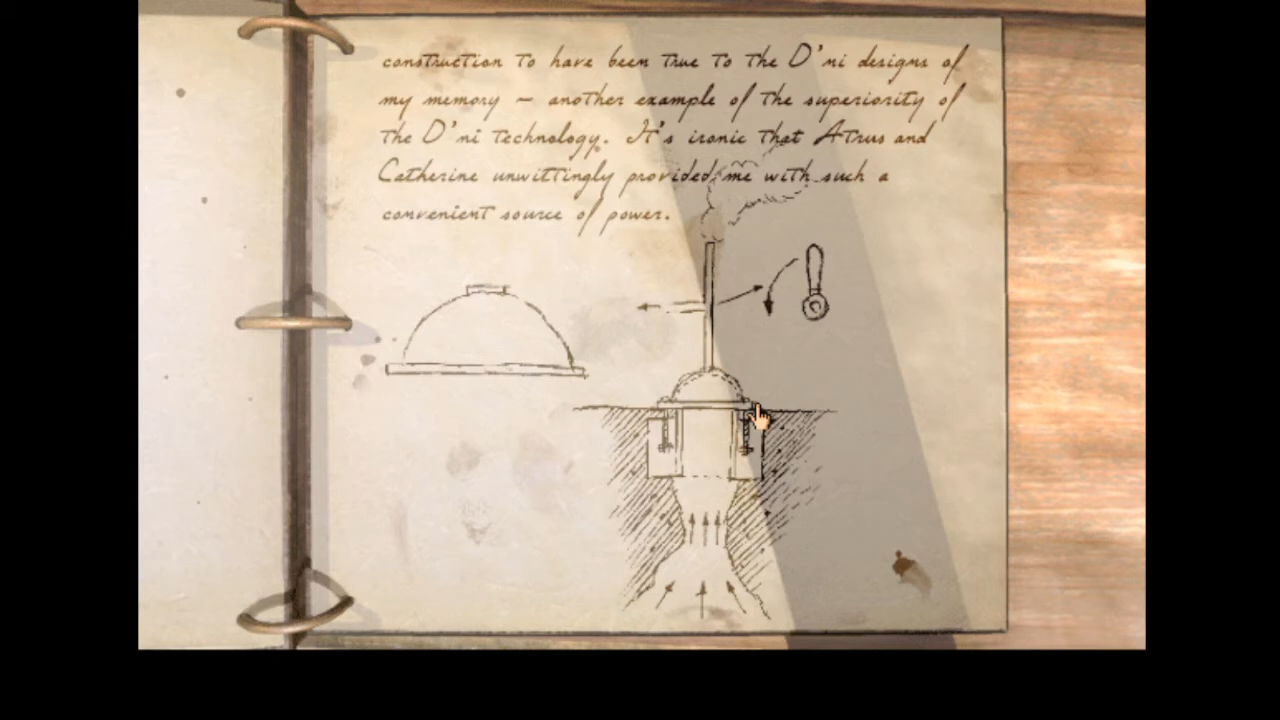 construction to have been true to the D'ni designs of
my memory – another example of the superiority of
the D'ni technology. It's ironic that Atrus and
Catherine unwittingly provided me with such a
convenient source of power.